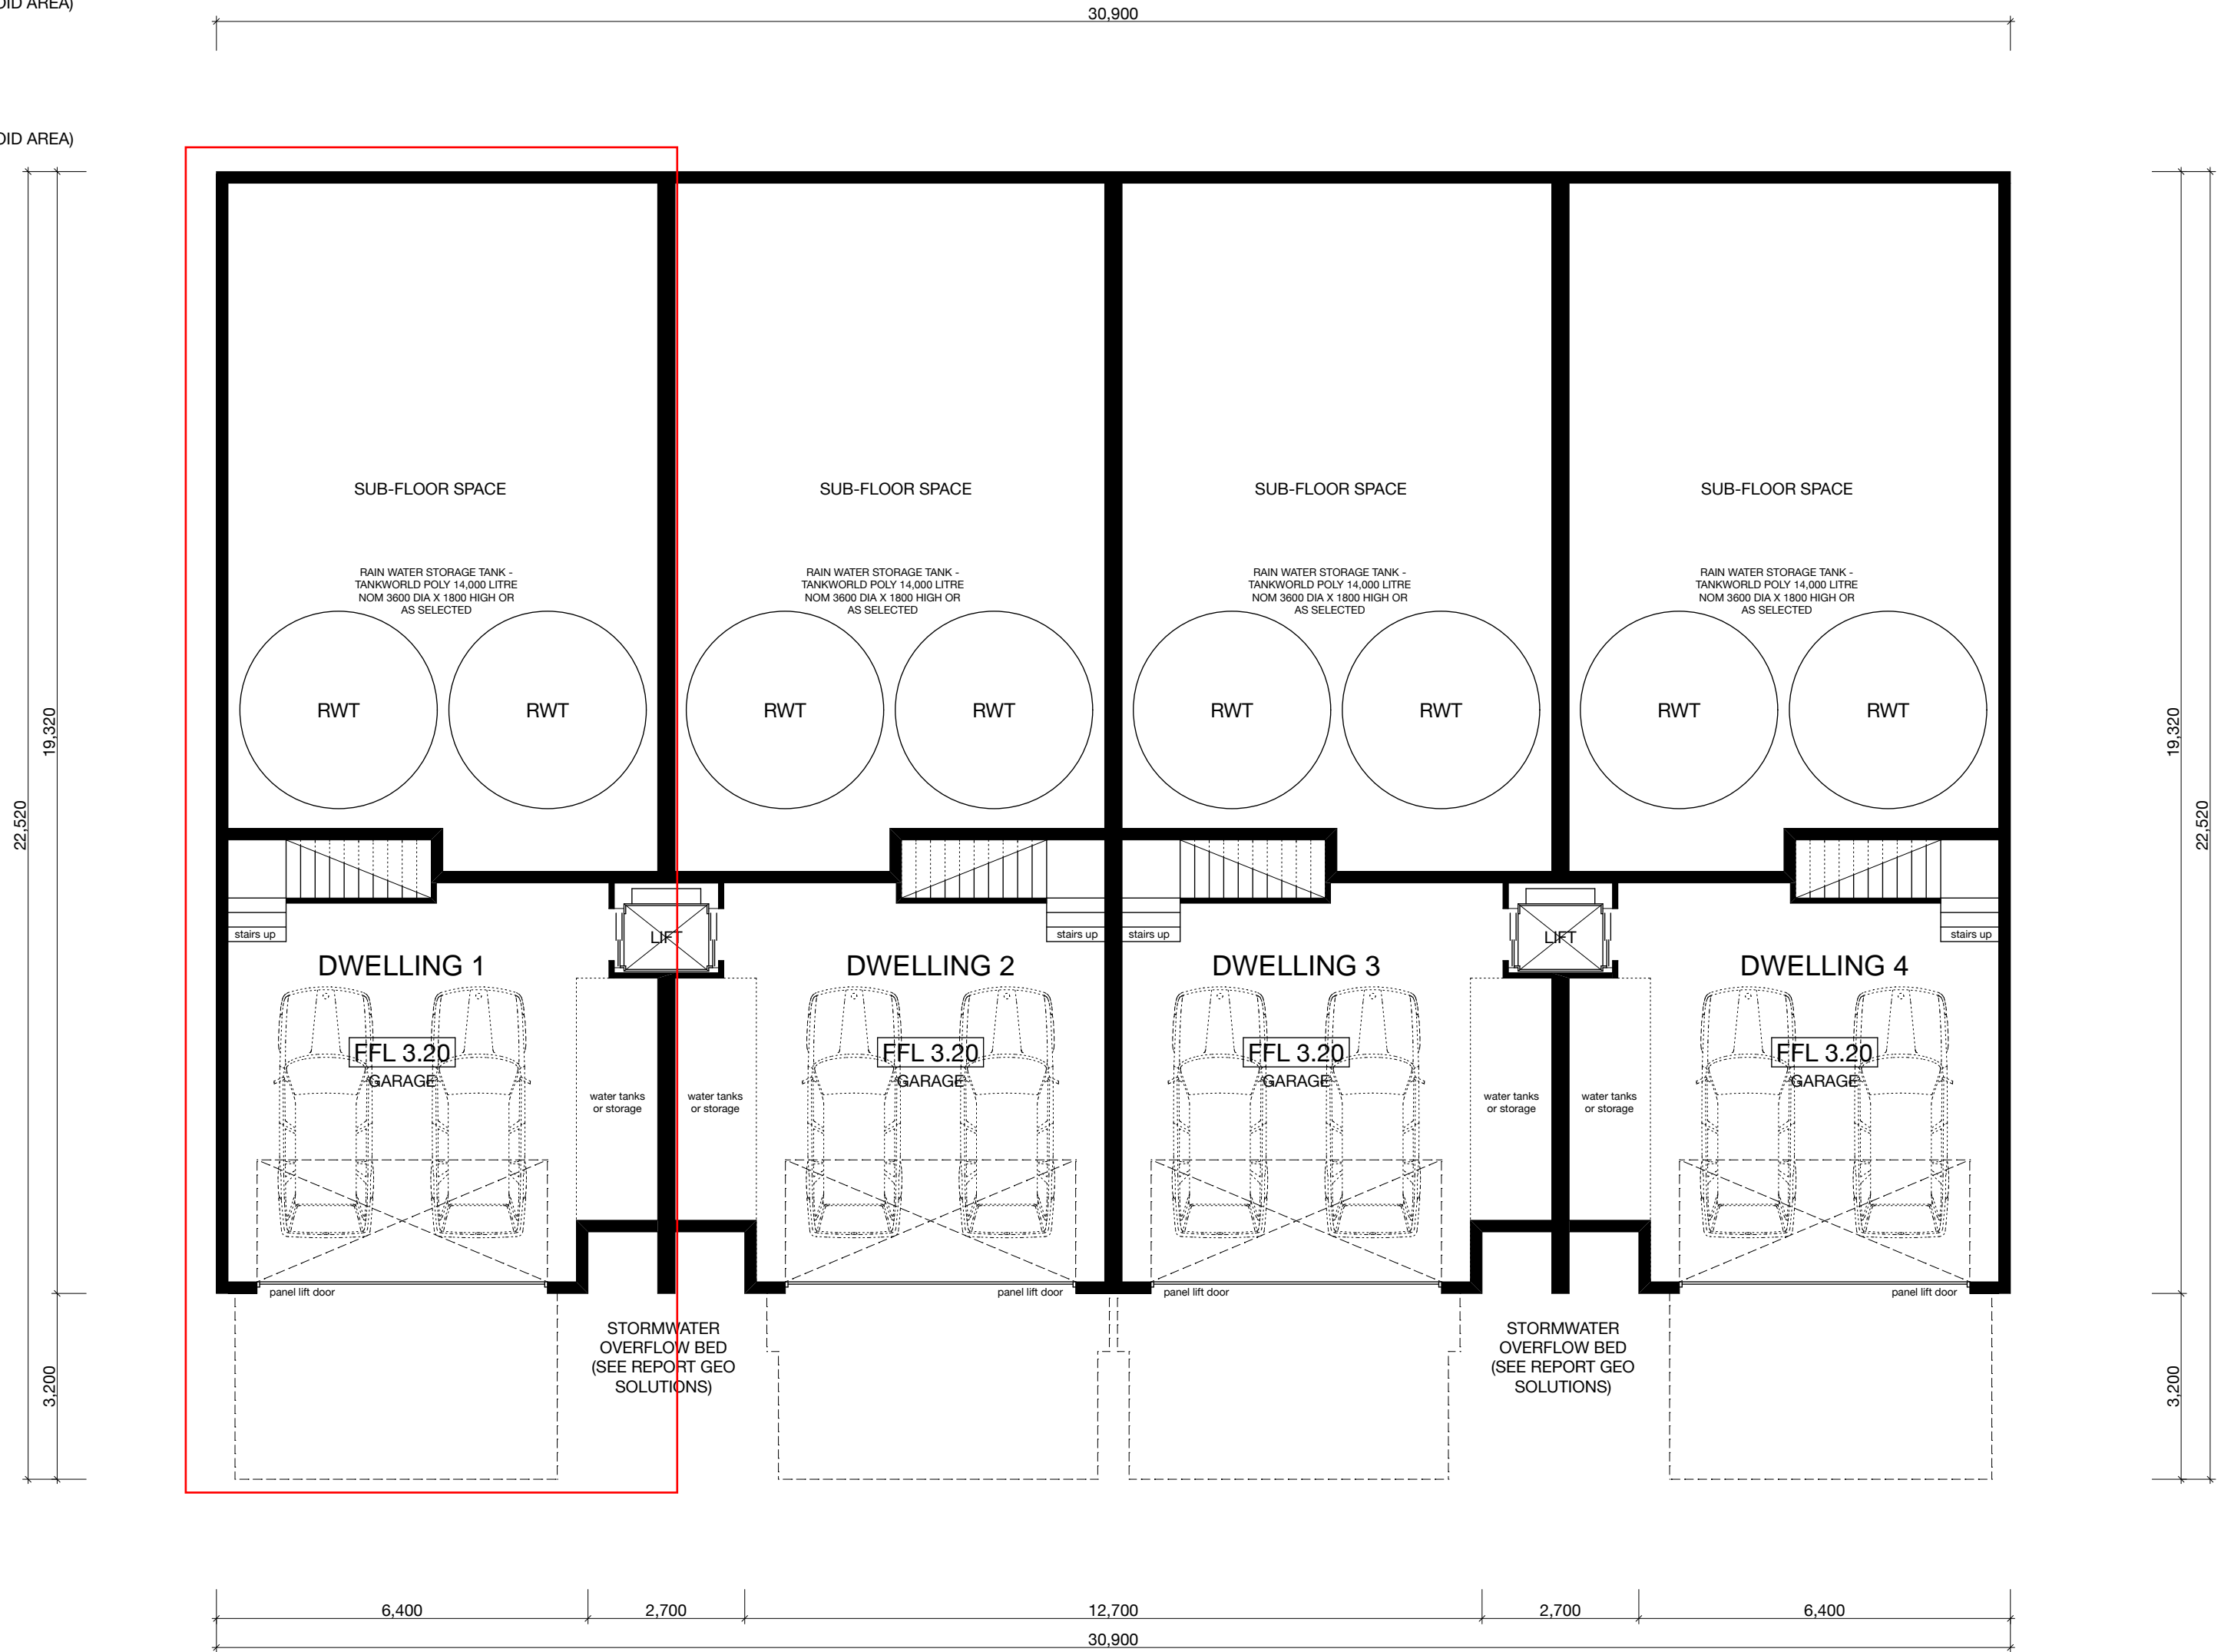 OID AREA)
30,900
OID AREA)
SUB-FLOOR SPACE
SUB-FLOOR SPACE
SUB-FLOOR SPACE
SUB-FLOOR SPACE
RAIN WATER STORAGE TANK -
TANKWORLD POLY 14,000 LITRE
NOM 3600 DIA X 1800 HIGH OR
AS SELECTED
RAIN WATER STORAGE TANK -
TANKWORLD POLY 14,000 LITRE
NOM 3600 DIA X 1800 HIGH OR
AS SELECTED
RAIN WATER STORAGE TANK -
TANKWORLD POLY 14,000 LITRE
NOM 3600 DIA X 1800 HIGH OR
AS SELECTED
RAIN WATER STORAGE TANK -
TANKWORLD POLY 14,000 LITRE
NOM 3600 DIA X 1800 HIGH OR
AS SELECTED
RWT
RWT
RWT
RWT
RWT
RWT
RWT
RWT
19,320
22,520
19,320
22,520
stairs up
LIFT
stairs up
stairs up
LIFT
stairs up
DWELLING 1
DWELLING 2
DWELLING 3
DWELLING 4
FFL 3.20
GARAGE
FFL 3.20
GARAGE
FFL 3.20
GARAGE
FFL 3.20
GARAGE
water tanks
or storage
water tanks
or storage
water tanks
or storage
water tanks
or storage
panel lift door
panel lift door
panel lift door
panel lift door
STORMWATER
OVERFLOW BED
(SEE REPORT GEO
SOLUTIONS)
STORMWATER
OVERFLOW BED
(SEE REPORT GEO
SOLUTIONS)
3,200
3,200
6,400
2,700
12,700
2,700
6,400
30,900